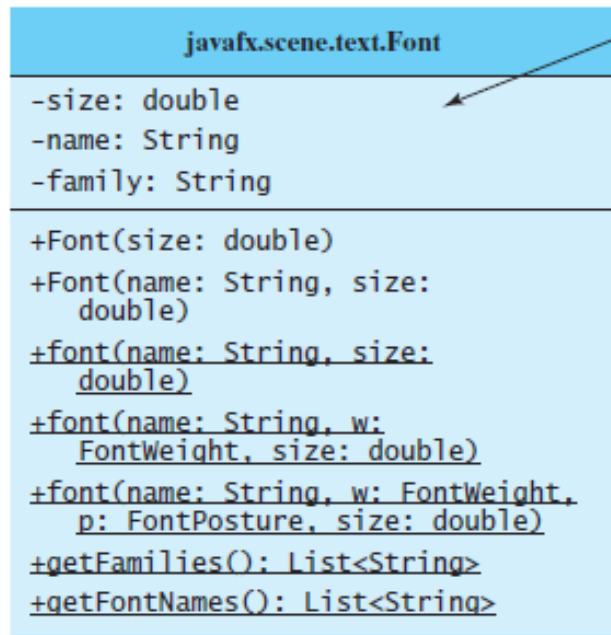 javafx.scene.text.Font
-size: double
-name: String
-family: String
+Font(size: double)
+Font(name: String, size:
double)
+font(name: String, size:
double)
+font(name: String, w:
FontWeight, size: double)
+font(name: String, w: FontWeight,
p: FontPosture, size: double)
+getFamilies(): List<String>
+getFontNames(): List<String>